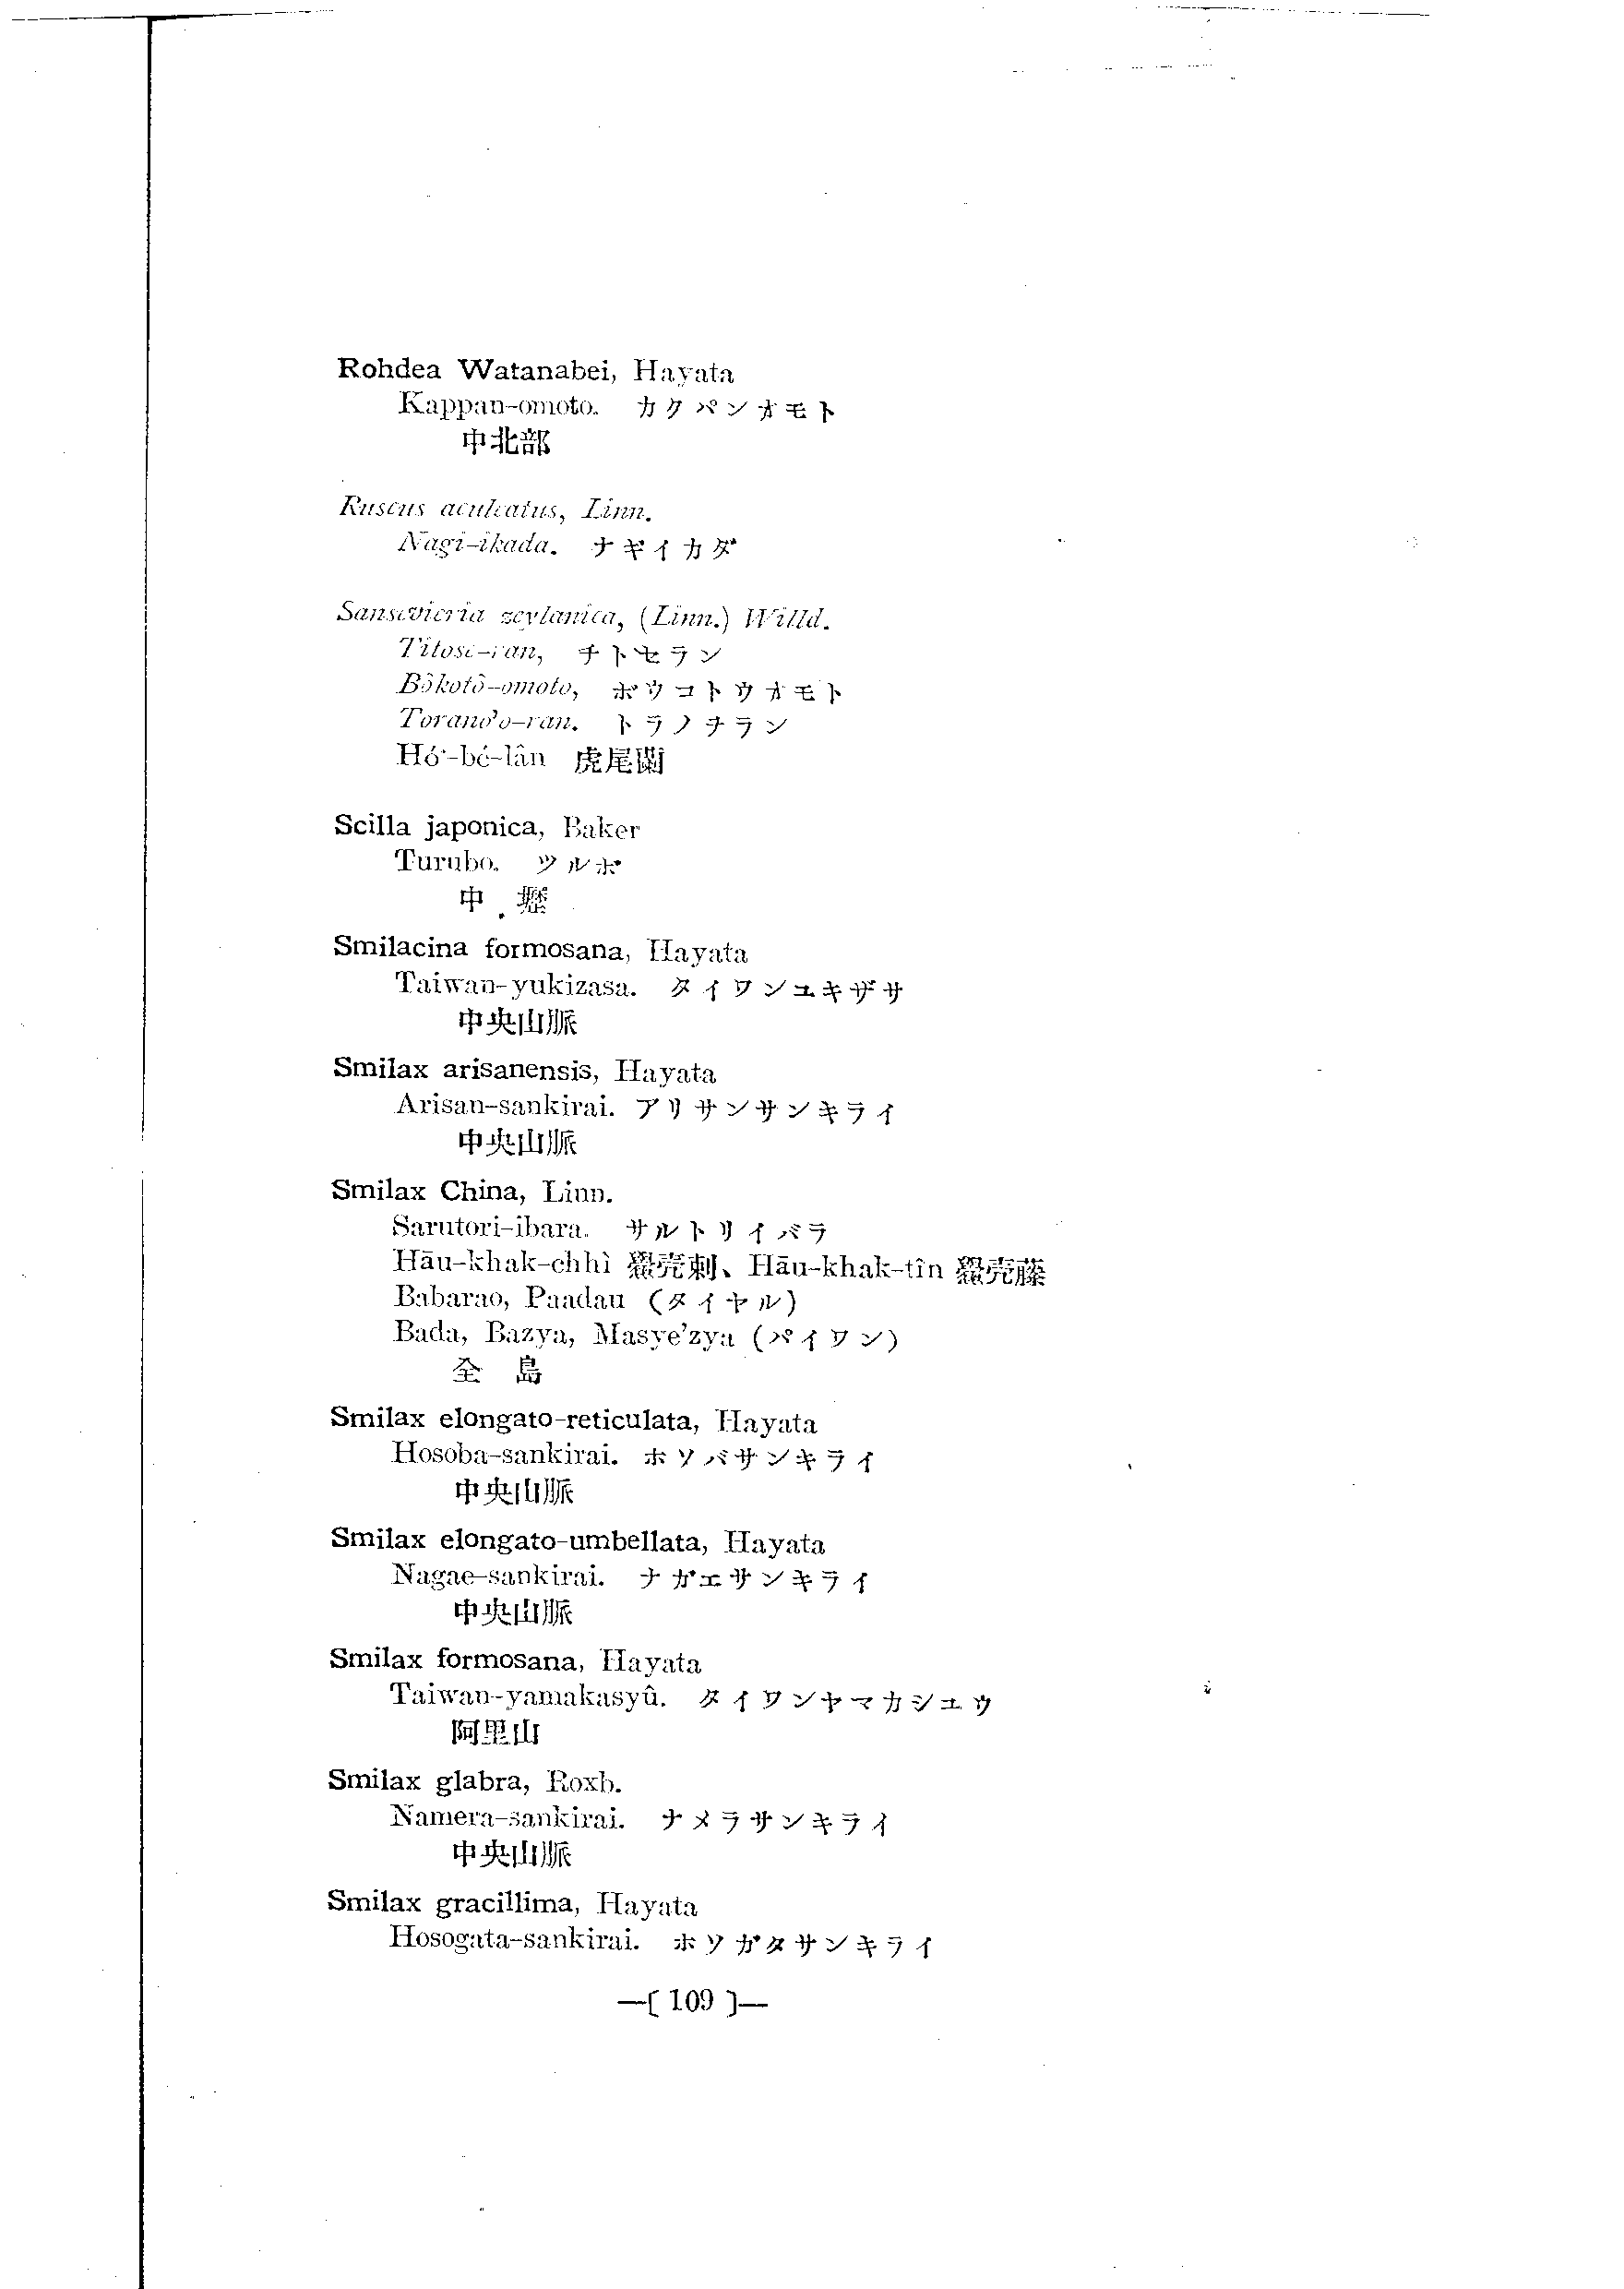 Rohdea Watanabei, Hayata
Kappan-omoto. カクパンオモト
中北部
Ruscus aculeatus, Linn.
Nagi-ikada. ナギイカダ
Sansevieria zeylanica, (Linn.) Willd.
Titose-ran, チトセラン
Bôkotô-omoto, ボウコトウオモト
Torano'o-ran. トラノヲラン
Hó͘-bé-lân 虎尾蘭
Scilla japonica, Baker
Turubo. ツルボ
中 壢
Smilacina formosana, Hayata
Taiwan-yukizasa. タイワンユキザサ
中央山脈
Smilax arisanensis, Hayata
Arisan-sankirai. アリサンサンキライ
中央山脈
Smilax China, Linn.
Sarutori-ibara. サルトリイバラ
Hāu-khak-chhì 鱟壳刺、Hāu-khak-tîn 鱟壳藤
Babarao, Paadau (タイヤル)
Bada, Bazya, Masye'zya (パイワン)
全 島
Smilax elongato-reticulata, Hayata
Hosoba-sankirai. ホソバサンキライ
中央山脈
Smilax elongato-umbellata, Hayata
Nagae-sankirai. ナガエサンキライ
中央山脈
Smilax formosana, Hayata
Taiwan-yamakasyû. タイワンヤマカシュウ
阿里山
Smilax glabra, Roxb.
Namera-sankirai. ナメラサンキライ
中央山脈
Smilax gracillima, Hayata
Hosogata-sankirai. ホソガタサンキライ
—( 109 )—